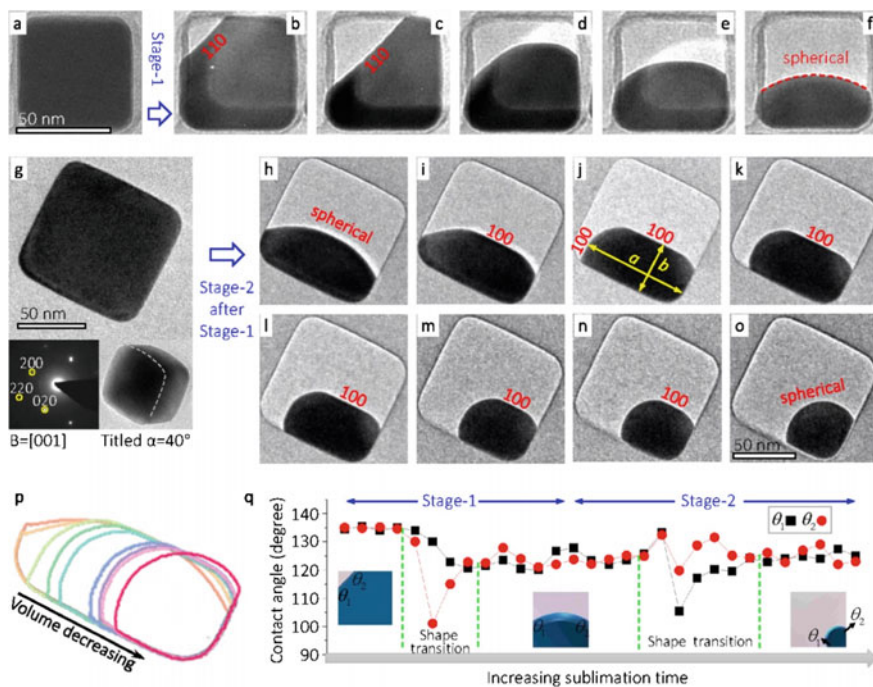 a
50 nm
Stage-1
b
110
c
110
d
e
f
spherical
g
50 nm
200
220
020
B=[001]
Titled α=40°
Stage-2
after
Stage-1
h
spherical
i
100
j
100
100
a
b
k
100
l
100
m
100
n
100
o
spherical
50 nm
p
Volume decreasing
q
Stage-1
Stage-2
Contact angle (degree)
140
130
120
110
100
90
θ₁ θ₂
θ₂
θ₁
Shape
transition
θ₁ θ₂
Shape transition
θ₂
θ₁
Increasing sublimation time